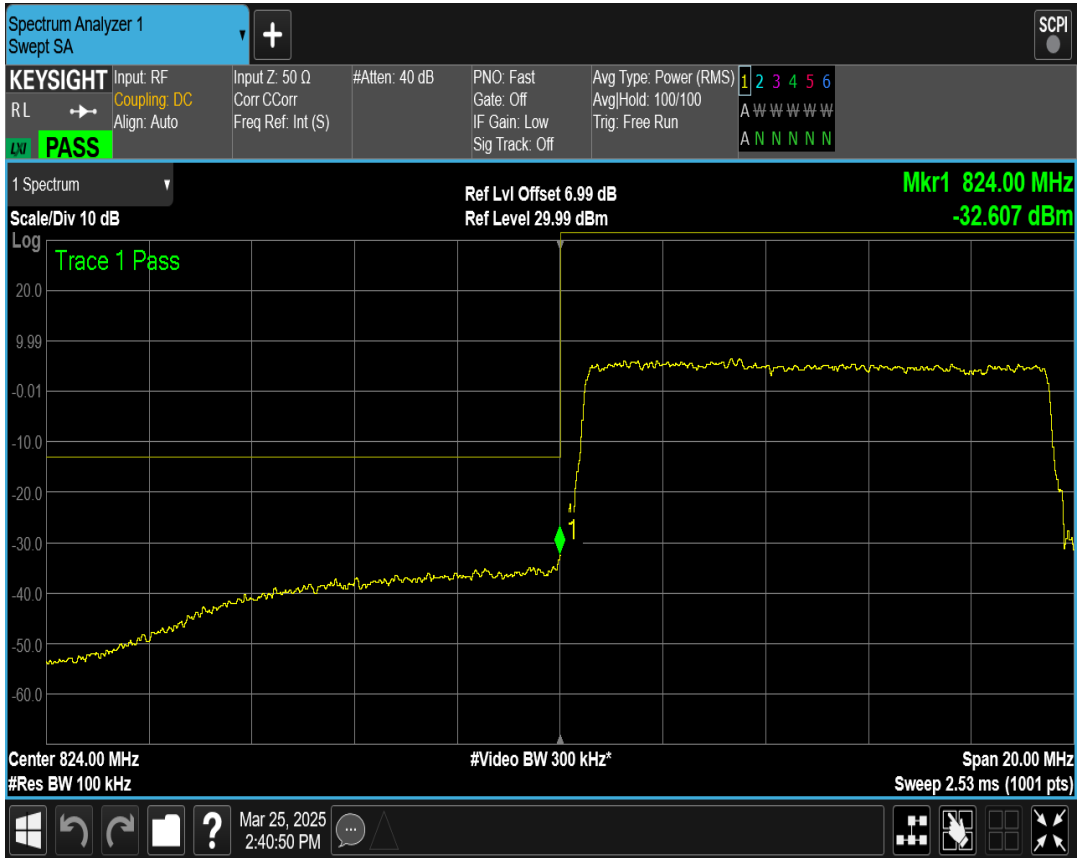 Spectrum Analyzer 1
Swept SA
+
SCPI
KEYSIGHT
RL
LXI PASS
Input: RF
Coupling: DC
Align: Auto
Input Z: 50 Ω
Corr CCorr
Freq Ref: Int (S)
#Atten: 40 dB
PNO: Fast
Gate: Off
IF Gain: Low
Sig Track: Off
Avg Type: Power (RMS)
Avg|Hold: 100/100
Trig: Free Run
1 2 3 4 5 6
A W W W W W
A N N N N N
1 Spectrum
Scale/Div 10 dB
Ref Lvl Offset 6.99 dB
Ref Level 29.99 dBm
Mkr1 824.00 MHz
-32.607 dBm
Log
Trace 1 Pass
20.0
9.99
-0.01
-10.0
-20.0
1
-30.0
-40.0
-50.0
-60.0
Center 824.00 MHz
#Res BW 100 kHz
#Video BW 300 kHz*
Span 20.00 MHz
Sweep 2.53 ms (1001 pts)
?
Mar 25, 2025
2:40:50 PM